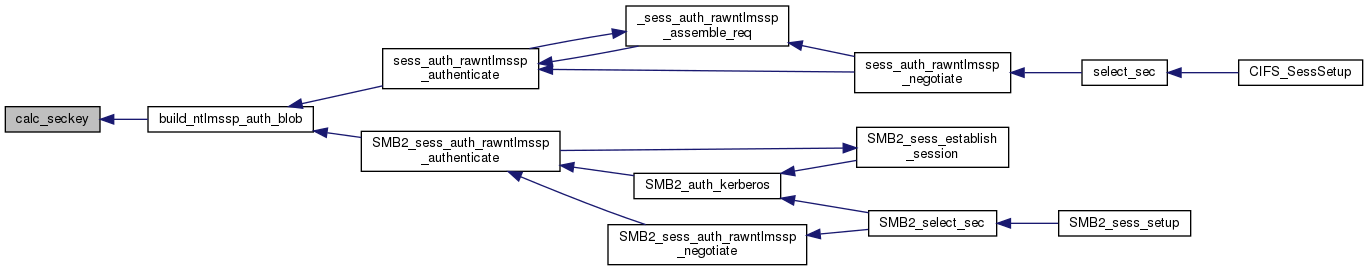 calc_seckey
build_ntlmssp_auth_blob
sess_auth_rawntlmssp
_authenticate
_sess_auth_rawntlmssp
_assemble_req
sess_auth_rawntlmssp
_negotiate
select_sec
CIFS_SessSetup
SMB2_sess_auth_rawntlmssp
_authenticate
SMB2_sess_establish
_session
SMB2_auth_kerberos
SMB2_select_sec
SMB2_sess_setup
SMB2_sess_auth_rawntlmssp
_negotiate